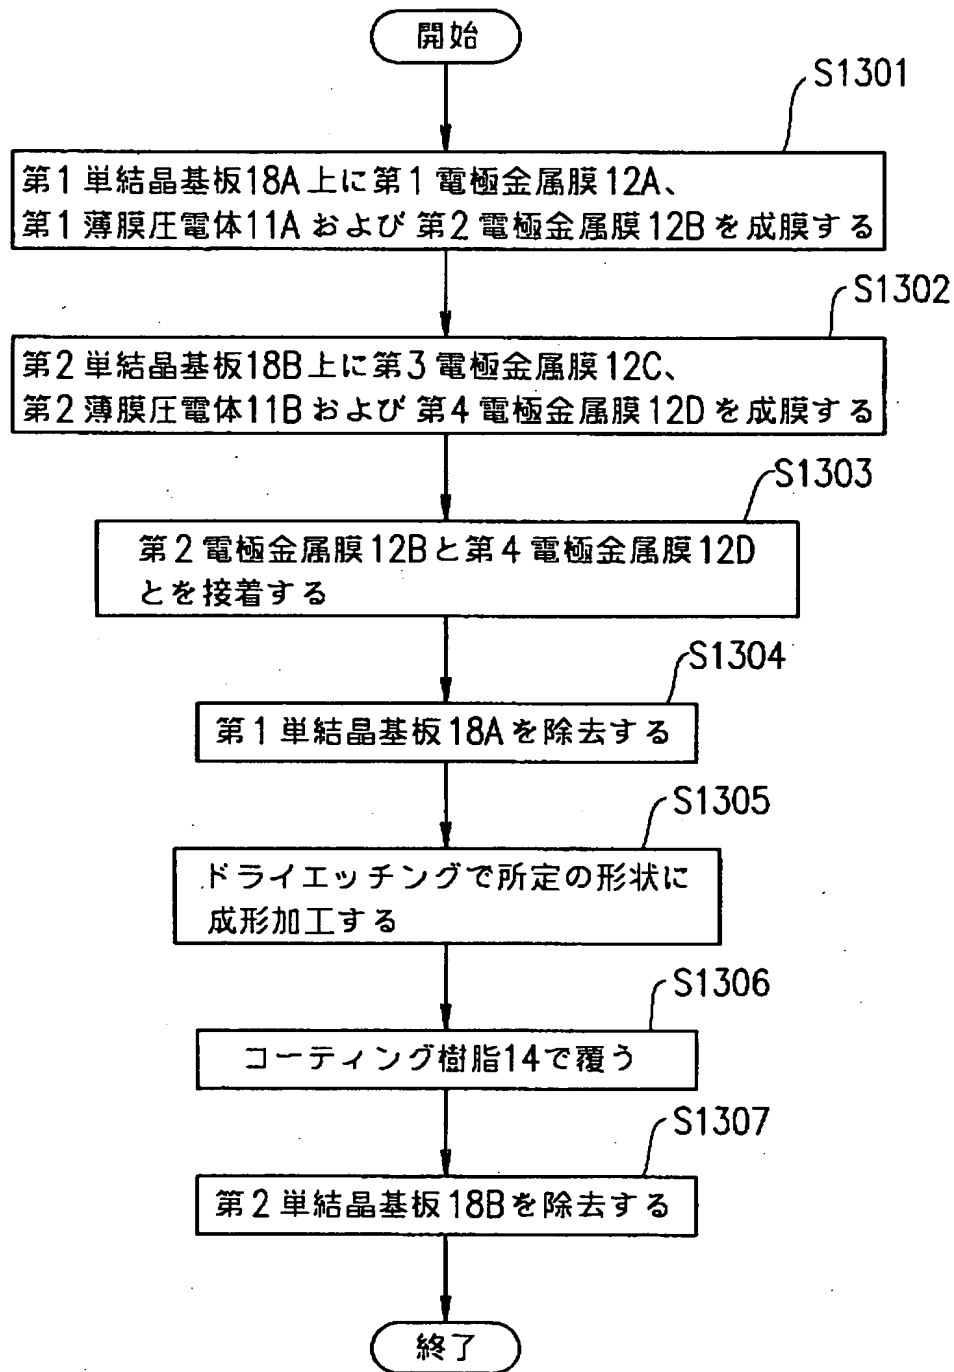 開始
S1301
第1単結晶基板18A上に第1電極金属膜12A、
第1薄膜圧電体11Aおよび第2電極金属膜12Bを成膜する
S1302
第2単結晶基板18B上に第3電極金属膜12C、
第2薄膜圧電体11Bおよび第4電極金属膜12Dを成膜する
S1303
第2電極金属膜12Bと第4電極金属膜12D
とを接着する
S1304
第1単結晶基板18Aを除去する
S1305
ドライエッチングで所定の形状に
成形加工する
S1306
コーティング樹脂14で覆う
S1307
第2単結晶基板18Bを除去する
終了